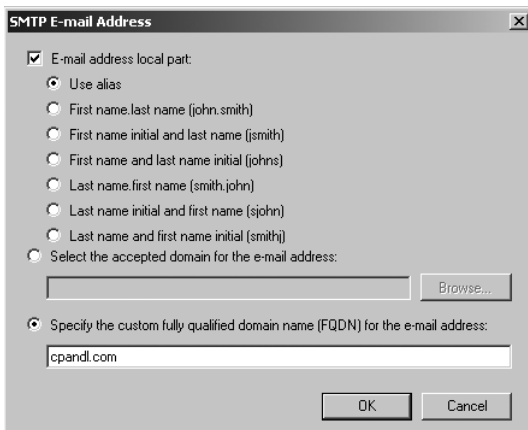 SMTP E-mail Address
E-mail address local part:
Use alias
First name.last name (john.smith)
First name initial and last name (jsmith)
First name and last name initial (johns)
Last name.first name (smith.john)
Last name initial and first name (sjohn)
Last name and first name initial (smithj)
Select the accepted domain for the e-mail address:
Browse...
Specify the custom fully qualified domain name (FQDN) for the e-mail address:
cpandl.com
OK Cancel